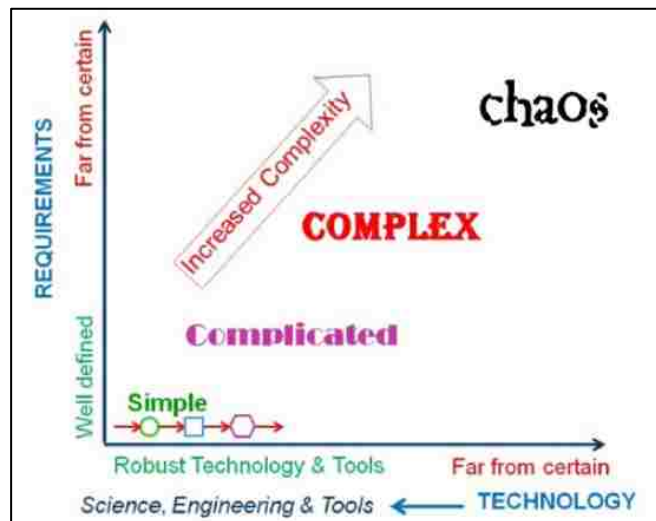 REQUIREMENTS
Far from certain
Well defined
chaos
Increased Complexity
COMPLEX
Complicated
Simple
Robust Technology & Tools
Far from certain
Science, Engineering & Tools
TECHNOLOGY